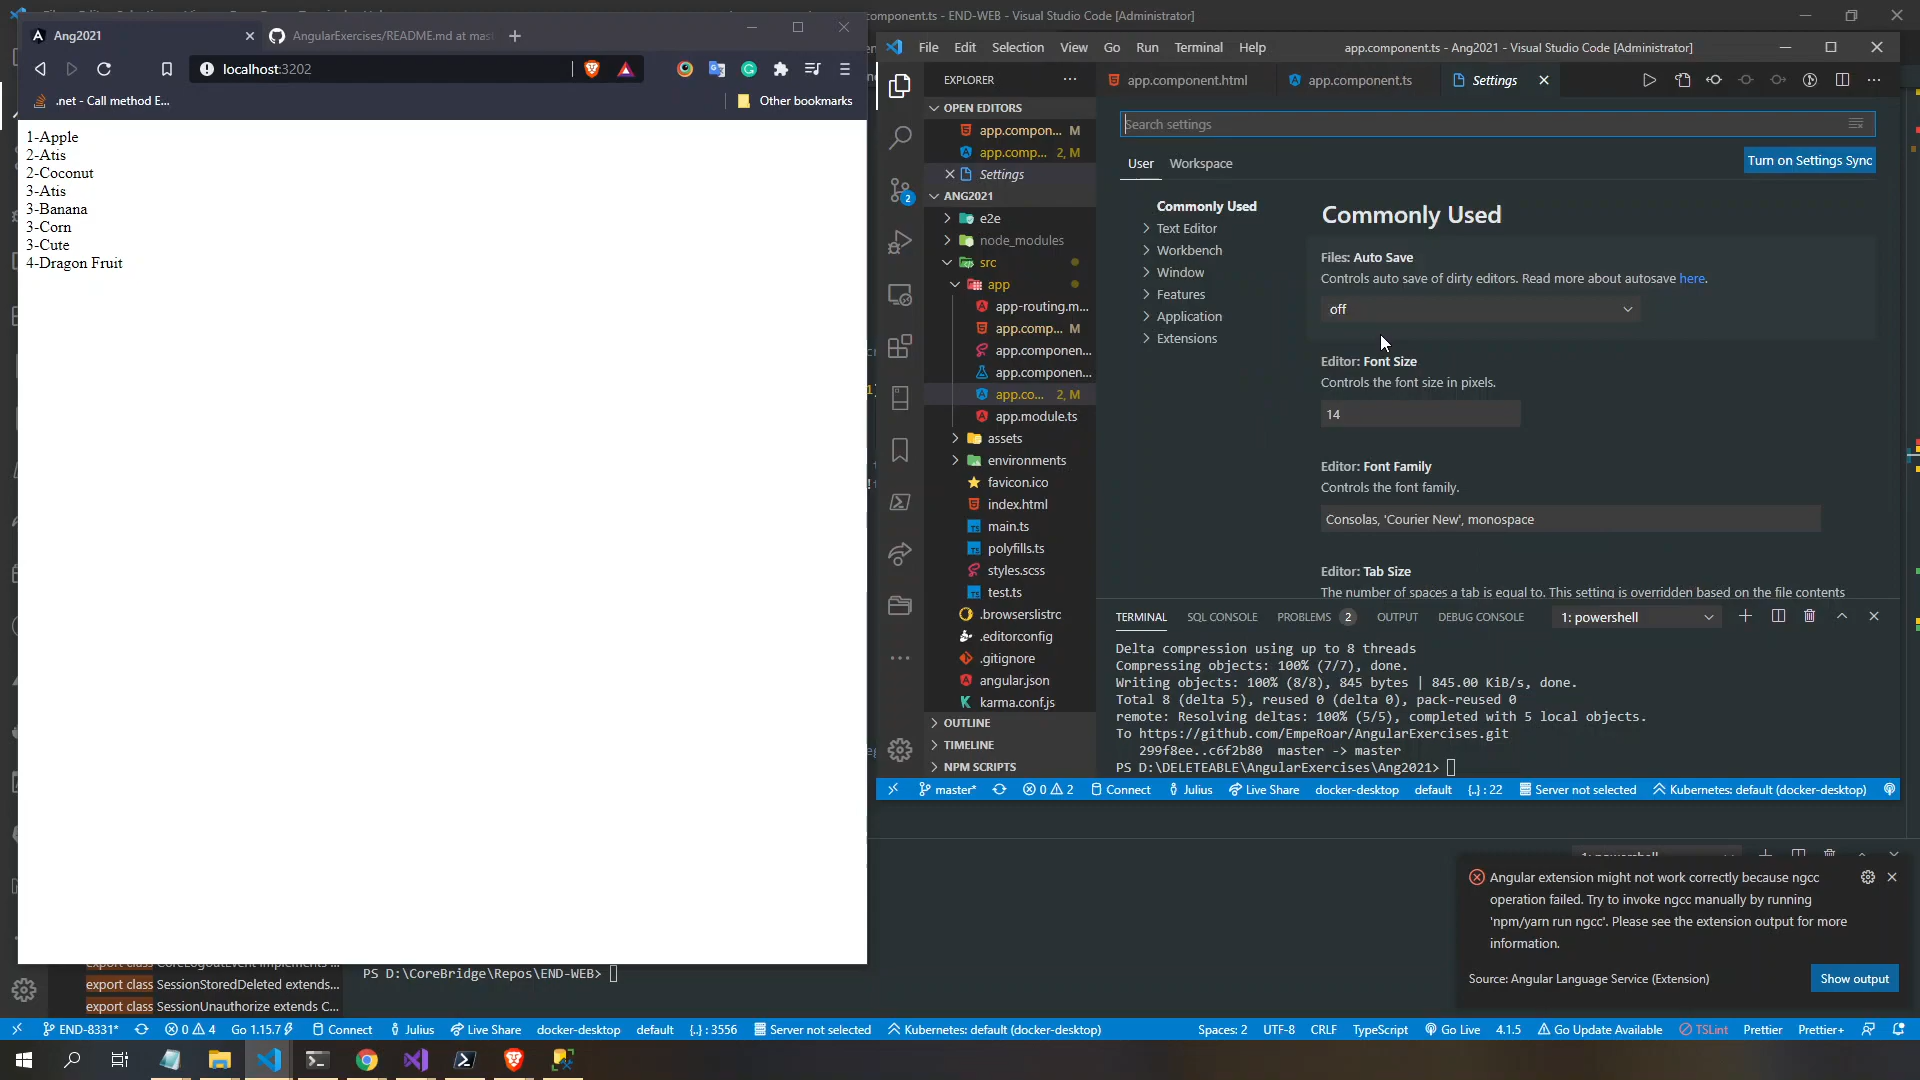 component.ts - END-WEB - Visual Studio Code [Administrator]
Ang2021
AngularExercises/README.md at mas
localhost:3202
.net - Call method E...
Other bookmarks
1-Apple
2-Atis
2-Coconut
3-Atis
3-Banana
3-Corn
3-Cute
4-Dragon Fruit
File Edit Selection View Go Run Terminal Help
app.component.ts - Ang2021 - Visual Studio Code [Administrator]
EXPLORER
app.component.html
app.component.ts
Settings
OPEN EDITORS
app.compon... M
app.comp... 2, M
Settings
ANG2021
e2e
node_modules
src
app
app-routing.m...
app.comp... M
app.componen...
app.componen...
app.co... 2, M
app.module.ts
assets
environments
favicon.ico
index.html
main.ts
polyfills.ts
styles.scss
test.ts
.browserslistrc
.editorconfig
.gitignore
angular.json
karma.conf.js
OUTLINE
TIMELINE
NPM SCRIPTS
2
Search settings
User Workspace
Turn on Settings Sync
Commonly Used
Text Editor
Workbench
Window
Features
Application
Extensions
Commonly Used
Files: Auto Save
Controls auto save of dirty editors. Read more about autosave here.
off
Editor: Font Size
Controls the font size in pixels.
14
Editor: Font Family
Controls the font family.
Consolas, 'Courier New', monospace
Editor: Tab Size
The number of spaces a tab is equal to. This setting is overridden based on the file contents
TERMINAL SQL CONSOLE PROBLEMS 2 OUTPUT DEBUG CONSOLE 1: powershell
Delta compression using up to 8 threads
Compressing objects: 100% (7/7), done.
Writing objects: 100% (8/8), 845 bytes | 845.00 KiB/s, done.
Total 8 (delta 5), reused 0 (delta 0), pack-reused 0
remote: Resolving deltas: 100% (5/5), completed with 5 local objects.
To https://github.com/EmpeRoar/AngularExercises.git
299f8ee..c6f2b80 master -> master
PS D:\DELETEABLE\AngularExercises\Ang2021>
master* 0 2 Connect Julius Live Share docker-desktop default {..} : 22 Server not selected Kubernetes: default (docker-desktop)
Angular extension might not work correctly because ngcc
operation failed. Try to invoke ngcc manually by running
'npm/yarn run ngcc'. Please see the extension output for more
information.
Source: Angular Language Service (Extension)
Show output
export class SessionStoredDeleted extends...
export class SessionUnauthorize extends C...
PS D:\CoreBridge\Repos\END-WEB>
END-8331* 0 4 Go 1.15.7 Connect Julius Live Share docker-desktop default {..} : 3556 Server not selected Kubernetes: default (docker-desktop) Spaces: 2 UTF-8 CRLF TypeScript Go Live 4.1.5 Go Update Available TSLint Prettier Prettier+